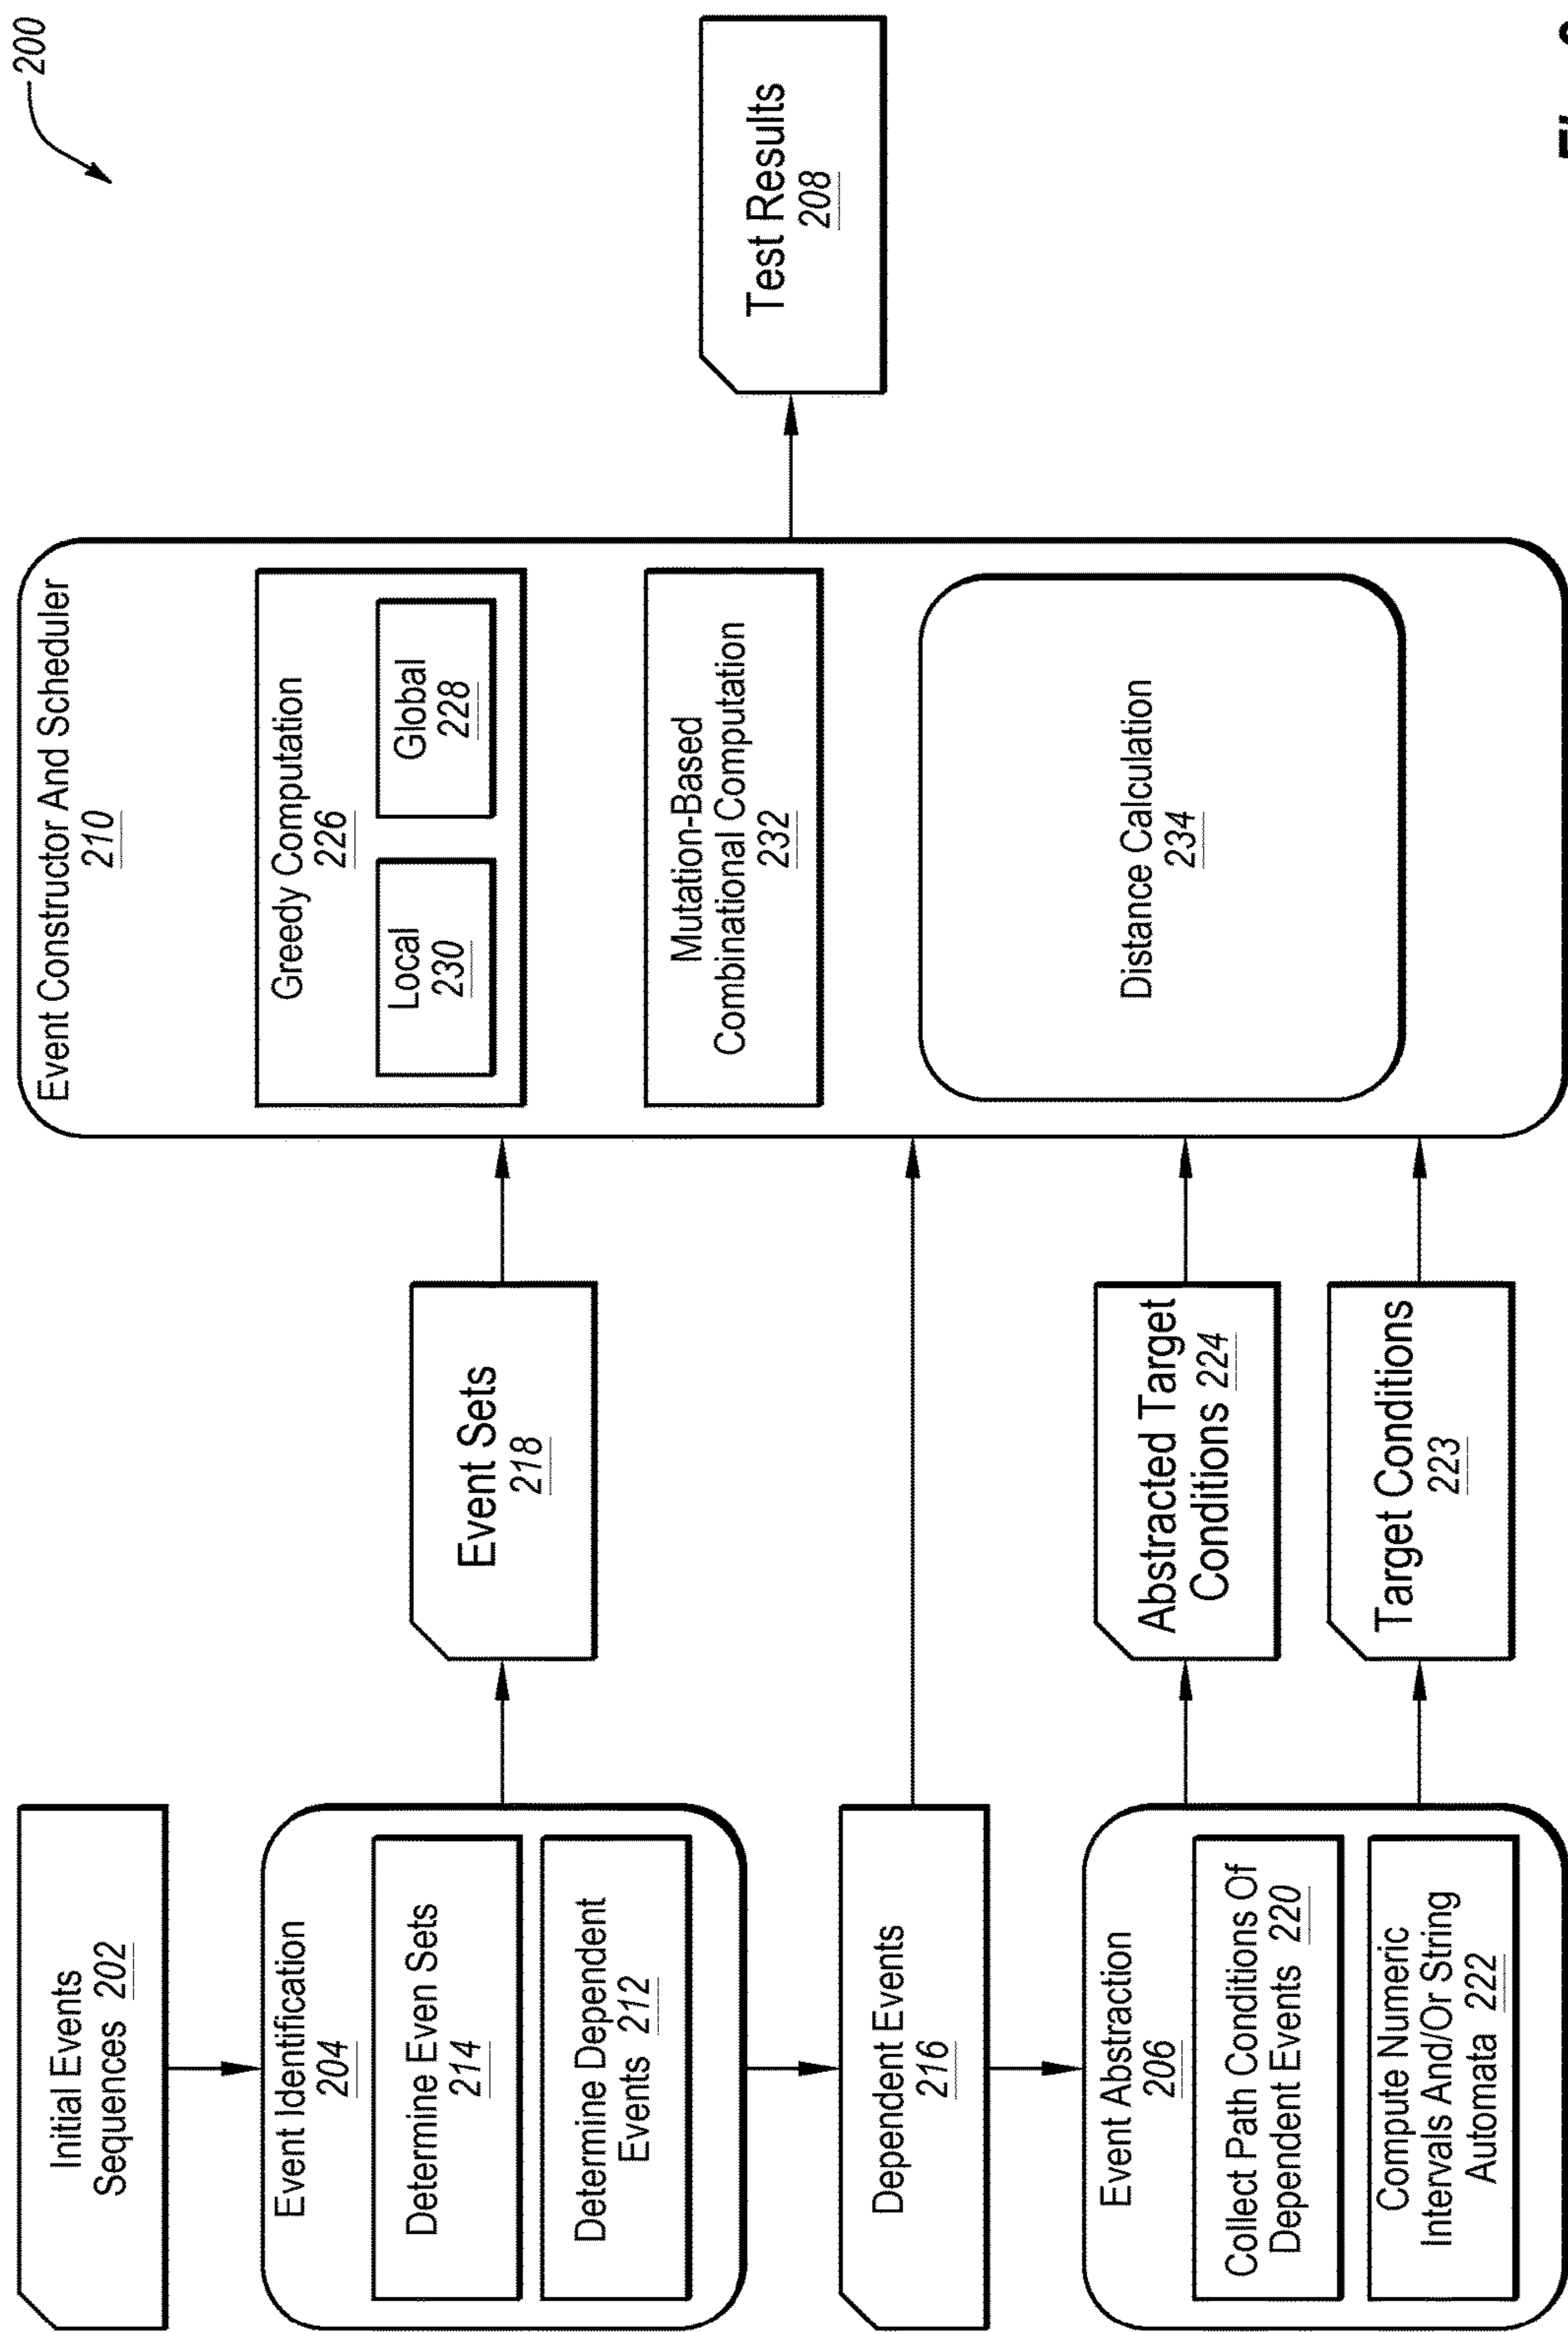 200
Initial Events
Sequences 202
Event Identification
204
Determine Even Sets
214
Determine Dependent
Events 212
Dependent Events
216
Event Abstraction
206
Collect Path Conditions Of
Dependent Events 220
Compute Numeric
Intervals And/Or String
Automata 222
Event Sets
218
Abstracted Target
Conditions 224
Target Conditions
223
Event Constructor And Scheduler
210
Greedy Computation
226
Local
230
Global
228
Mutation-Based
Combinational Computation
232
Distance Calculation
234
Test Results
208